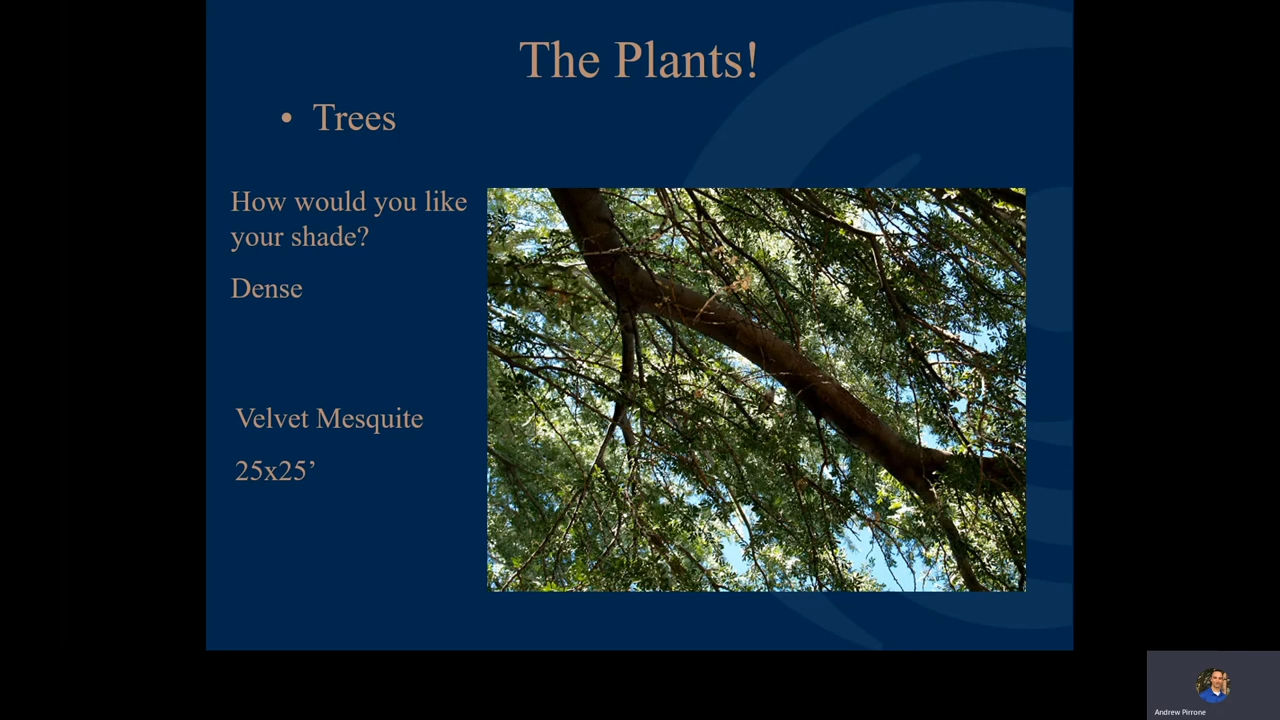 The Plants!
• Trees
How would you like
your shade?
Dense
Velvet Mesquite
25x25’
Andrew Pirrone